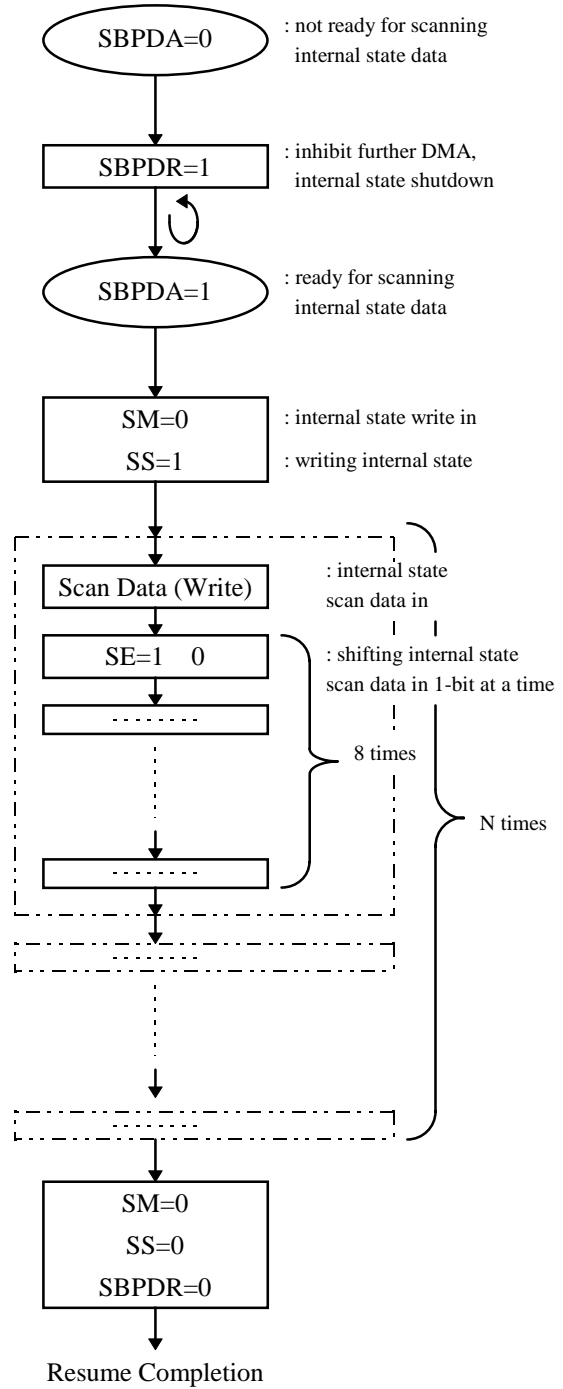 SBPDA=0
: not ready for scanning
internal state data
SBPDR=1
: inhibit further DMA,
internal state shutdown
SBPDA=1
: ready for scanning
internal state data
SM=0
: internal state write in
SS=1
: writing internal state
Scan Data (Write)
: internal state
scan data in
SE=1 0
: shifting internal state
scan data in 1-bit at a time
8 times
N times
SM=0
SS=0
SBPDR=0
Resume Completion